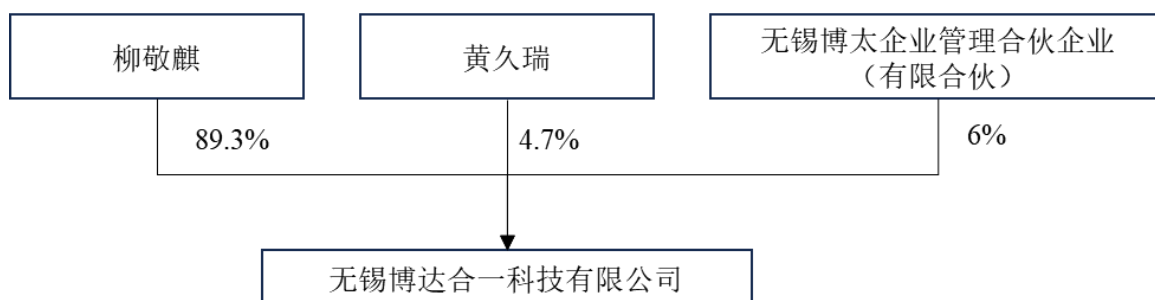 柳敬麒
黄久瑞
无锡博太企业管理合伙企业
（有限合伙）
89.3%
4.7%
6%
无锡博达合一科技有限公司